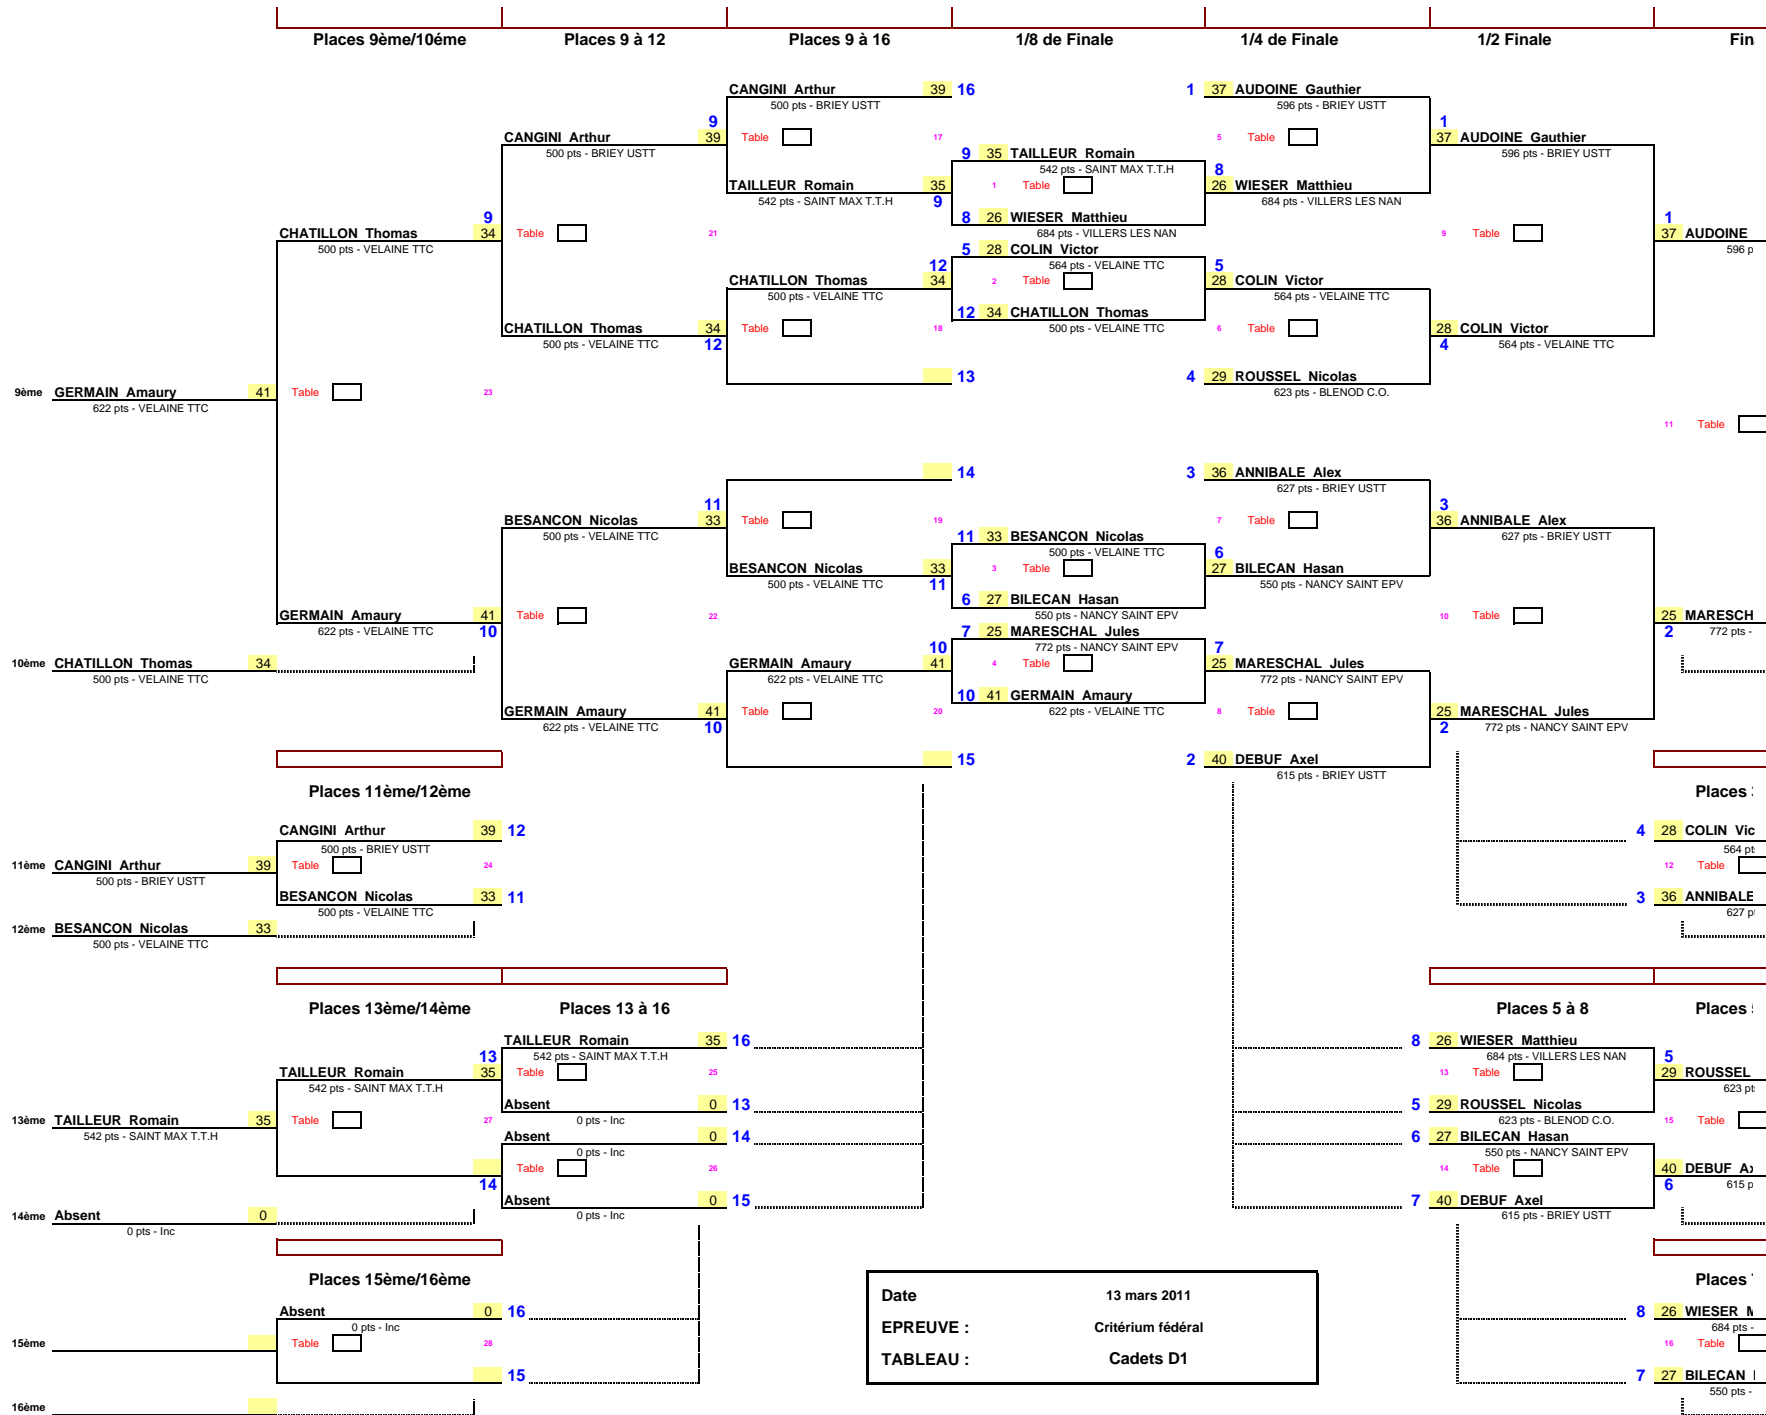 Places 9ème/10éme Places 9 à 12 Places 9 à 16 1/8 de Finale 1/4 de Finale 1/2 Finale Fin
CANGINI Arthur 39 16 1 37 AUDOINE Gauthier
500 pts - BRIEY USTT 596 pts - BRIEY USTT
9 1
CANGINI Arthur 39 Table 17 5 Table 37 AUDOINE Gauthier
500 pts - BRIEY USTT 9 35 TAILLEUR Romain 596 pts - BRIEY USTT
542 pts - SAINT MAX T.T.H 8
TAILLEUR Romain 35 1 Table 26 WIESER Matthieu
542 pts - SAINT MAX T.T.H 9 684 pts - VILLERS LES NAN
9 8 26 WIESER Matthieu 1
CHATILLON Thomas 34 Table 21 684 pts - VILLERS LES NAN 9 Table 37 AUDOINE
500 pts - VELAINE TTC 5 28 COLIN Victor 596 p
12 564 pts - VELAINE TTC 5
CHATILLON Thomas 34 2 Table 28 COLIN Victor
500 pts - VELAINE TTC 564 pts - VELAINE TTC
12 34 CHATILLON Thomas
CHATILLON Thomas 34 Table 18 500 pts - VELAINE TTC 6 Table 28 COLIN Victor
500 pts - VELAINE TTC 12 4 564 pts - VELAINE TTC
13 4 29 ROUSSEL Nicolas
9ème GERMAIN Amaury 41 Table 23 623 pts - BLENOD C.O.
622 pts - VELAINE TTC
11 Table
14 3 36 ANNIBALE Alex
627 pts - BRIEY USTT
11 3
BESANCON Nicolas 33 Table 19 7 Table 36 ANNIBALE Alex
500 pts - VELAINE TTC 11 33 BESANCON Nicolas 627 pts - BRIEY USTT
500 pts - VELAINE TTC 6
BESANCON Nicolas 33 3 Table 27 BILECAN Hasan
500 pts - VELAINE TTC 11 550 pts - NANCY SAINT EPV
6 27 BILECAN Hasan
GERMAIN Amaury 41 Table 22 550 pts - NANCY SAINT EPV 10 Table 25 MARESCH
622 pts - VELAINE TTC 10 7 25 MARESCHAL Jules 2 772 pts -
10 772 pts - NANCY SAINT EPV 7
10ème CHATILLON Thomas 34 GERMAIN Amaury 41 4 Table 25 MARESCHAL Jules
500 pts - VELAINE TTC 622 pts - VELAINE TTC 772 pts - NANCY SAINT EPV
10 41 GERMAIN Amaury
GERMAIN Amaury 41 Table 20 622 pts - VELAINE TTC 8 Table 25 MARESCHAL Jules
622 pts - VELAINE TTC 10 2 772 pts - NANCY SAINT EPV
15 2 40 DEBUF Axel
615 pts - BRIEY USTT
Places 11ème/12ème Places
CANGINI Arthur 39 12 4 28 COLIN Vic
500 pts - BRIEY USTT 564 pt
11ème CANGINI Arthur 39 Table 24 12 Table
500 pts - BRIEY USTT
BESANCON Nicolas 33 11 3 36 ANNIBALE
500 pts - VELAINE TTC 627 p
12ème BESANCON Nicolas 33
500 pts - VELAINE TTC
Places 13ème/14ème Places 13 à 16 Places 5 à 8 Places
TAILLEUR Romain 35 16 8 26 WIESER Matthieu
13 542 pts - SAINT MAX T.T.H 684 pts - VILLERS LES NAN 5
TAILLEUR Romain 35 Table 25 13 Table 29 ROUSSEL
542 pts - SAINT MAX T.T.H 623 pt
Absent 0 13 5 29 ROUSSEL Nicolas
13ème TAILLEUR Romain 35 Table 27 0 pts - Inc 623 pts - BLENOD C.O. 15 Table
542 pts - SAINT MAX T.T.H Absent 0 14 6 27 BILECAN Hasan
0 pts - Inc 550 pts - NANCY SAINT EPV
Table 26 14 Table 40 DEBUF A
14 6 615 p
Absent 0 15 7 40 DEBUF Axel
14ème Absent 0 0 pts - Inc 615 pts - BRIEY USTT
0 pts - Inc
Places 15ème/16ème Places
Absent 0 16 8 26 WIESER
0 pts - Inc 684 pts -
15ème Table 28 16 Table
15 7 27 BILECAN
550 pts -
16ème
Date 13 mars 2011
EPREUVE : Critérium fédéral
TABLEAU : Cadets D1